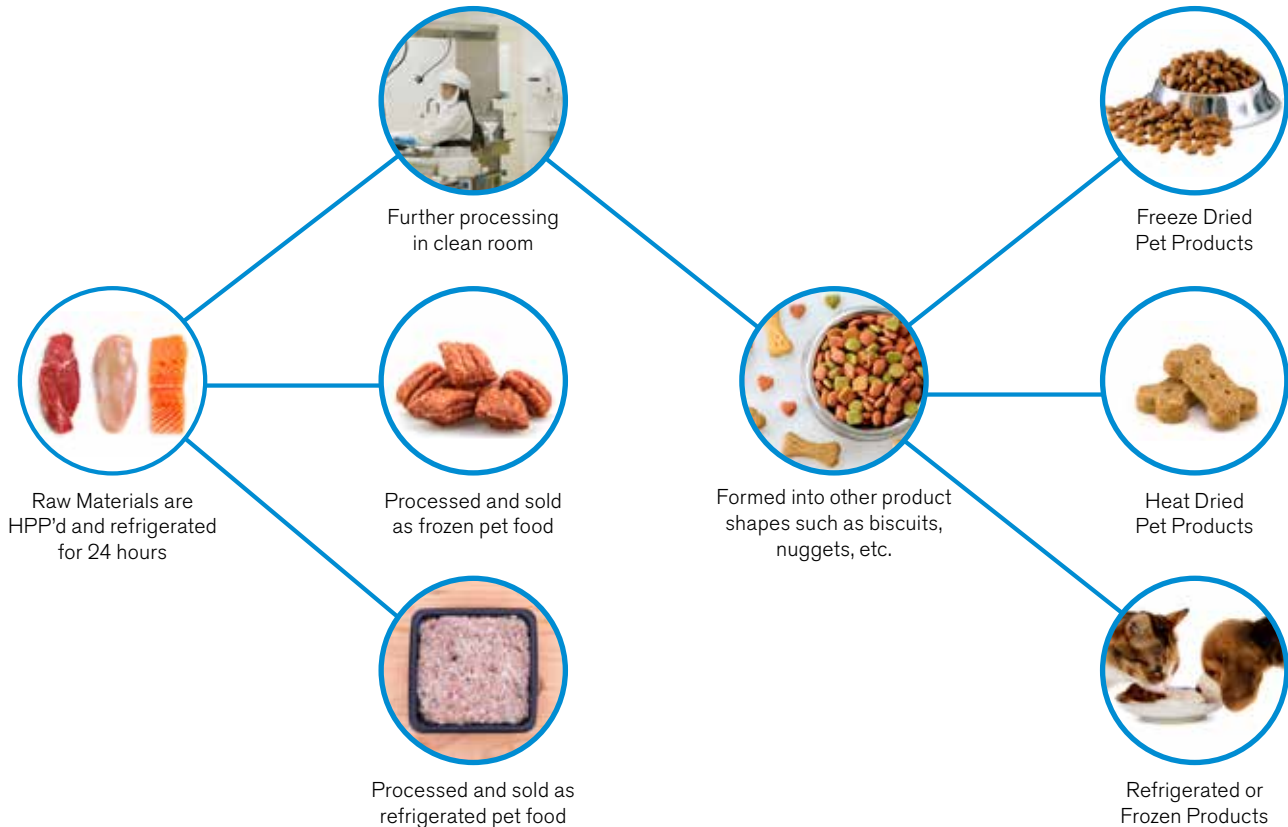 Further processing
in clean room
Freeze Dried
Pet Products
Raw Materials are
HPP'd and refrigerated
for 24 hours
Processed and sold
as frozen pet food
Formed into other product
shapes such as biscuits,
nuggets, etc.
Heat Dried
Pet Products
Processed and sold as
refrigerated pet food
Refrigerated or
Frozen Products